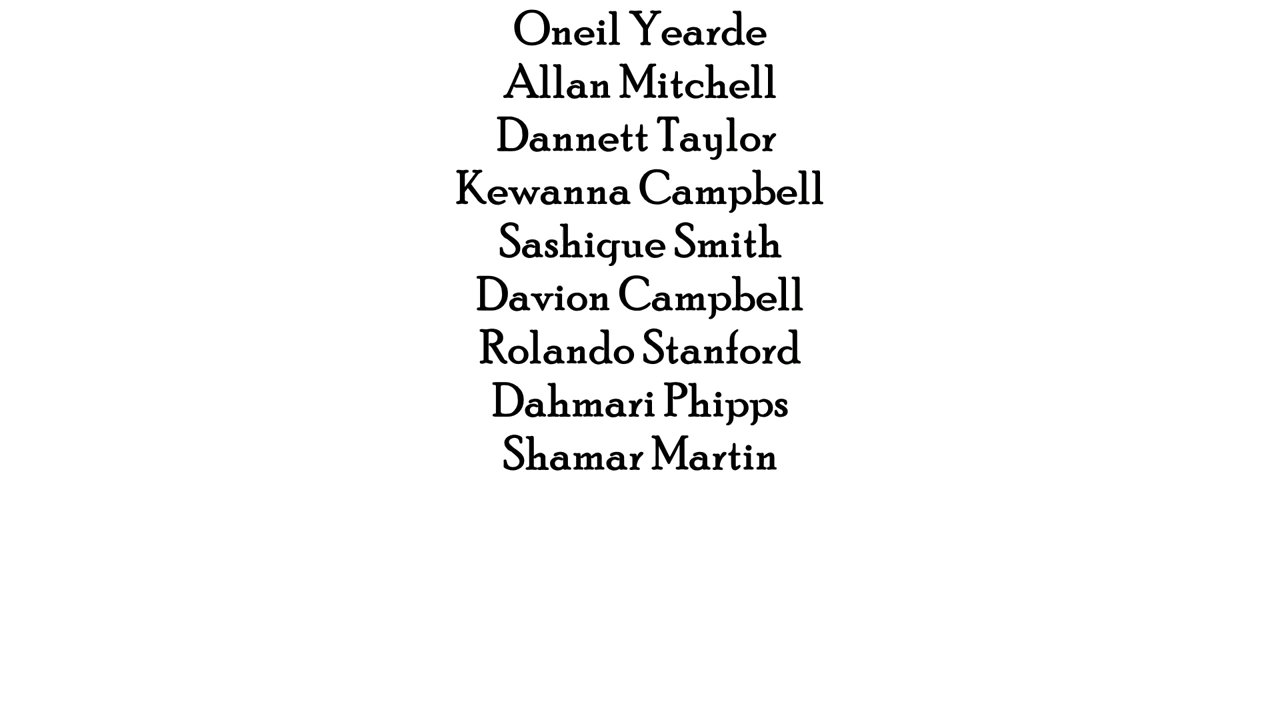 Oneil Yearde
Allan Mitchell
Dannett Taylor
Kewanna Campbell
Sashique Smith
Davion Campbell
Rolando Stanford
Dahmari Phipps
Shamar Martin